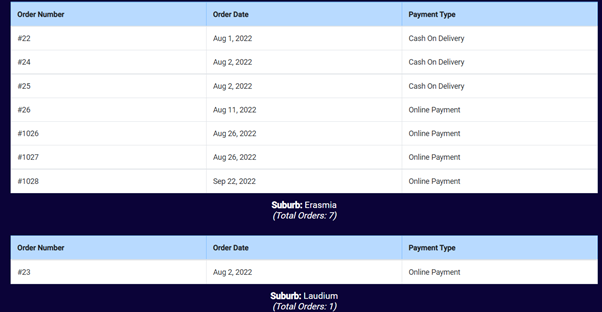 Order Number Order Date Payment Type
#22 Aug 1, 2022 Cash On Delivery
#24 Aug 2, 2022 Cash On Delivery
#25 Aug 2, 2022 Cash On Delivery
#26 Aug 11, 2022 Online Payment
#1026 Aug 26, 2022 Online Payment
#1027 Aug 26, 2022 Online Payment
#1028 Sep 22, 2022 Online Payment
Suburb: Erasmia
(Total Orders: 7)
Order Number Order Date Payment Type
#23 Aug 2, 2022 Online Payment
Suburb: Laudium
(Total Orders: 1)